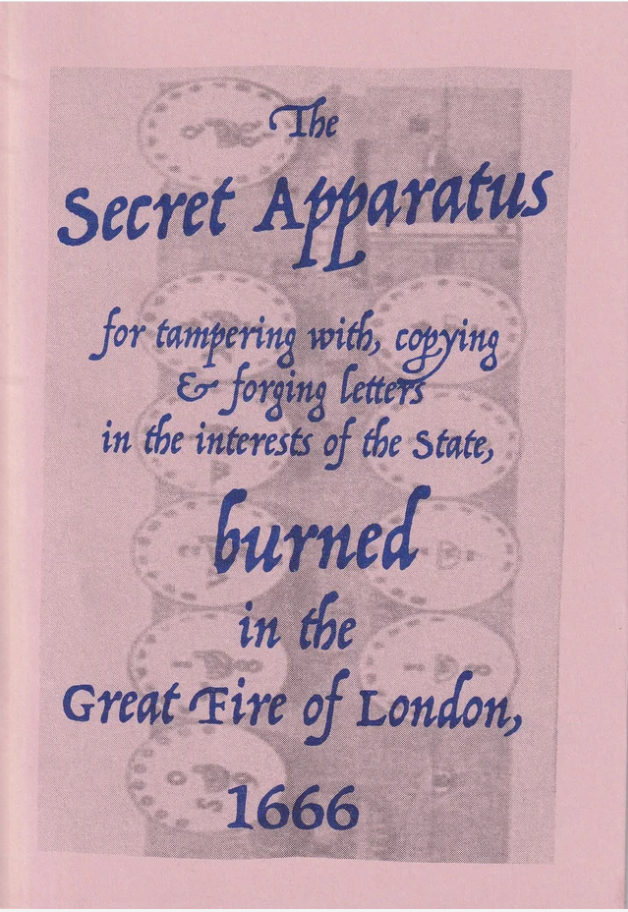 The
Secret Apparatus
for tampering with, copying
& forging letters
in the interests of the State,
burned
in the
Great Fire of London,
1666